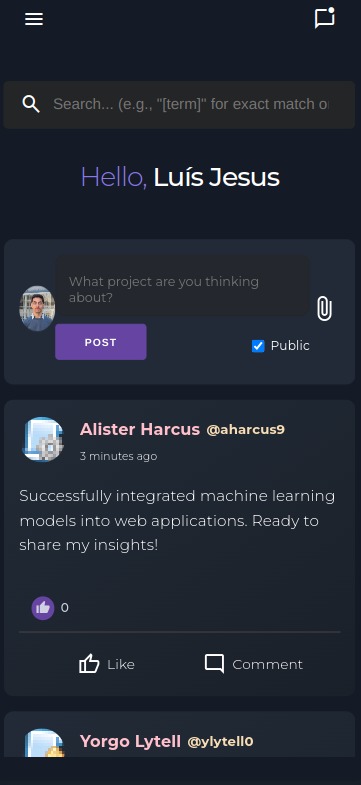 Search... (e.g., "[term]" for exact match o
Hello, Luís Jesus
What project are you thinking
about?
POST
Public
Alister Harcus @aharcus9
3 minutes ago
Successfully integrated machine learning
models into web applications. Ready to
share my insights!
0
Like Comment
Yorgo Lytell @ylytell0